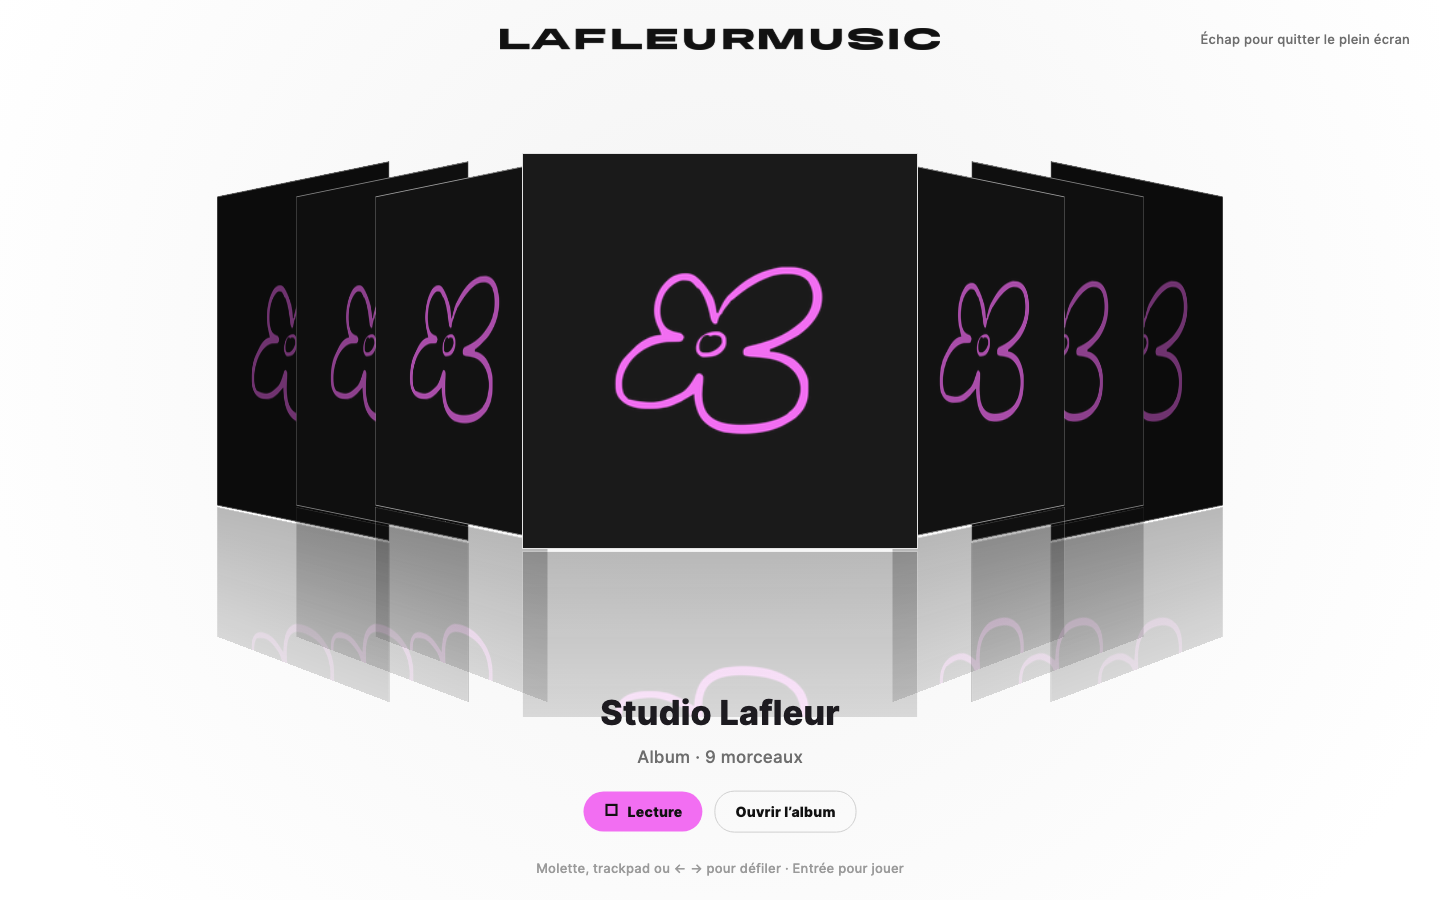 LAFLEURMUSIC
Échap pour quitter le plein écran
Studio Lafleur
Album · 9 morceaux
Lecture
Ouvrir l’album
Molette, trackpad ou ← → pour défiler · Entrée pour jouer